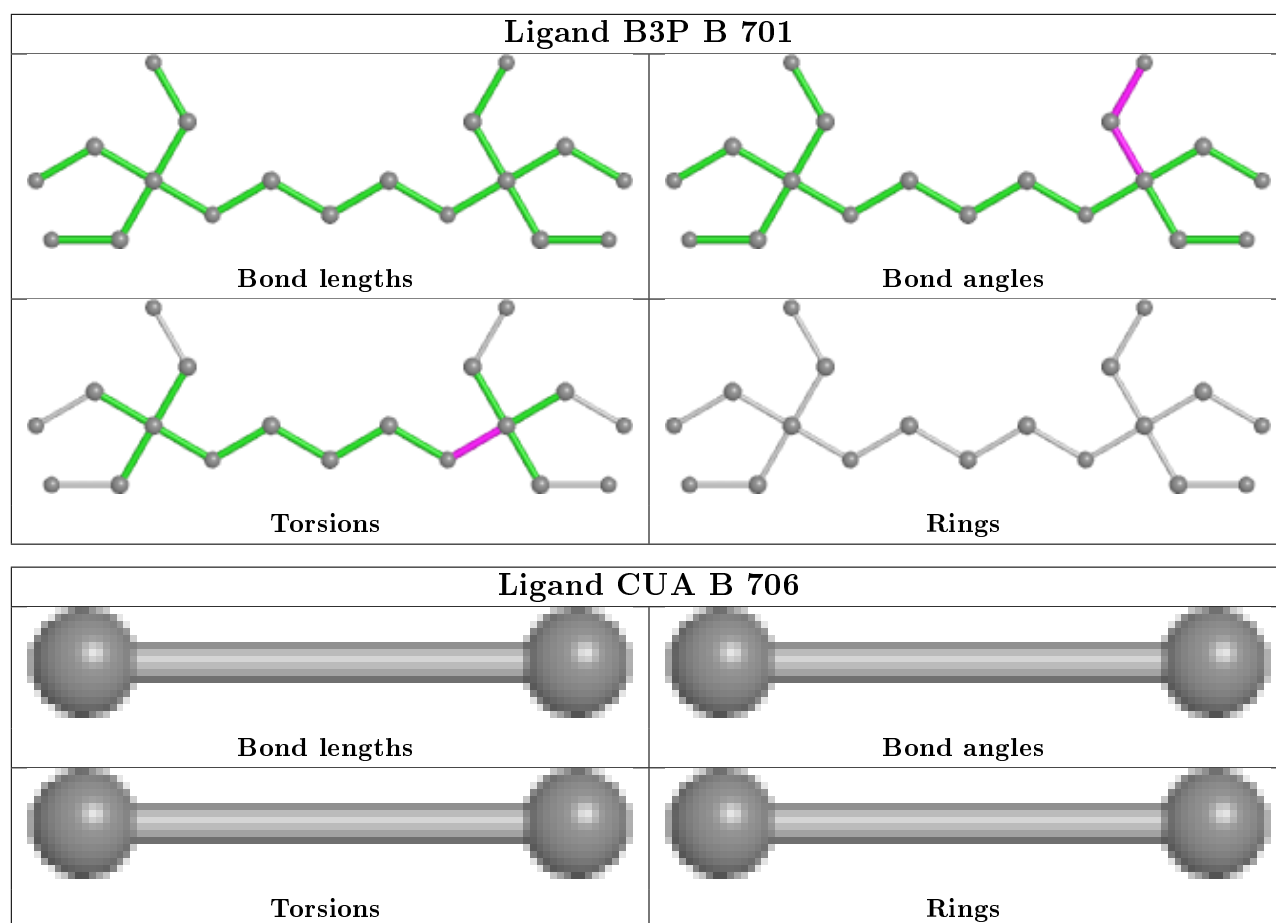 Ligand B3P B 701
Bond lengths
Bond angles
Torsions
Rings
Ligand CUA B 706
Bond lengths
Bond angles
Torsions
Rings